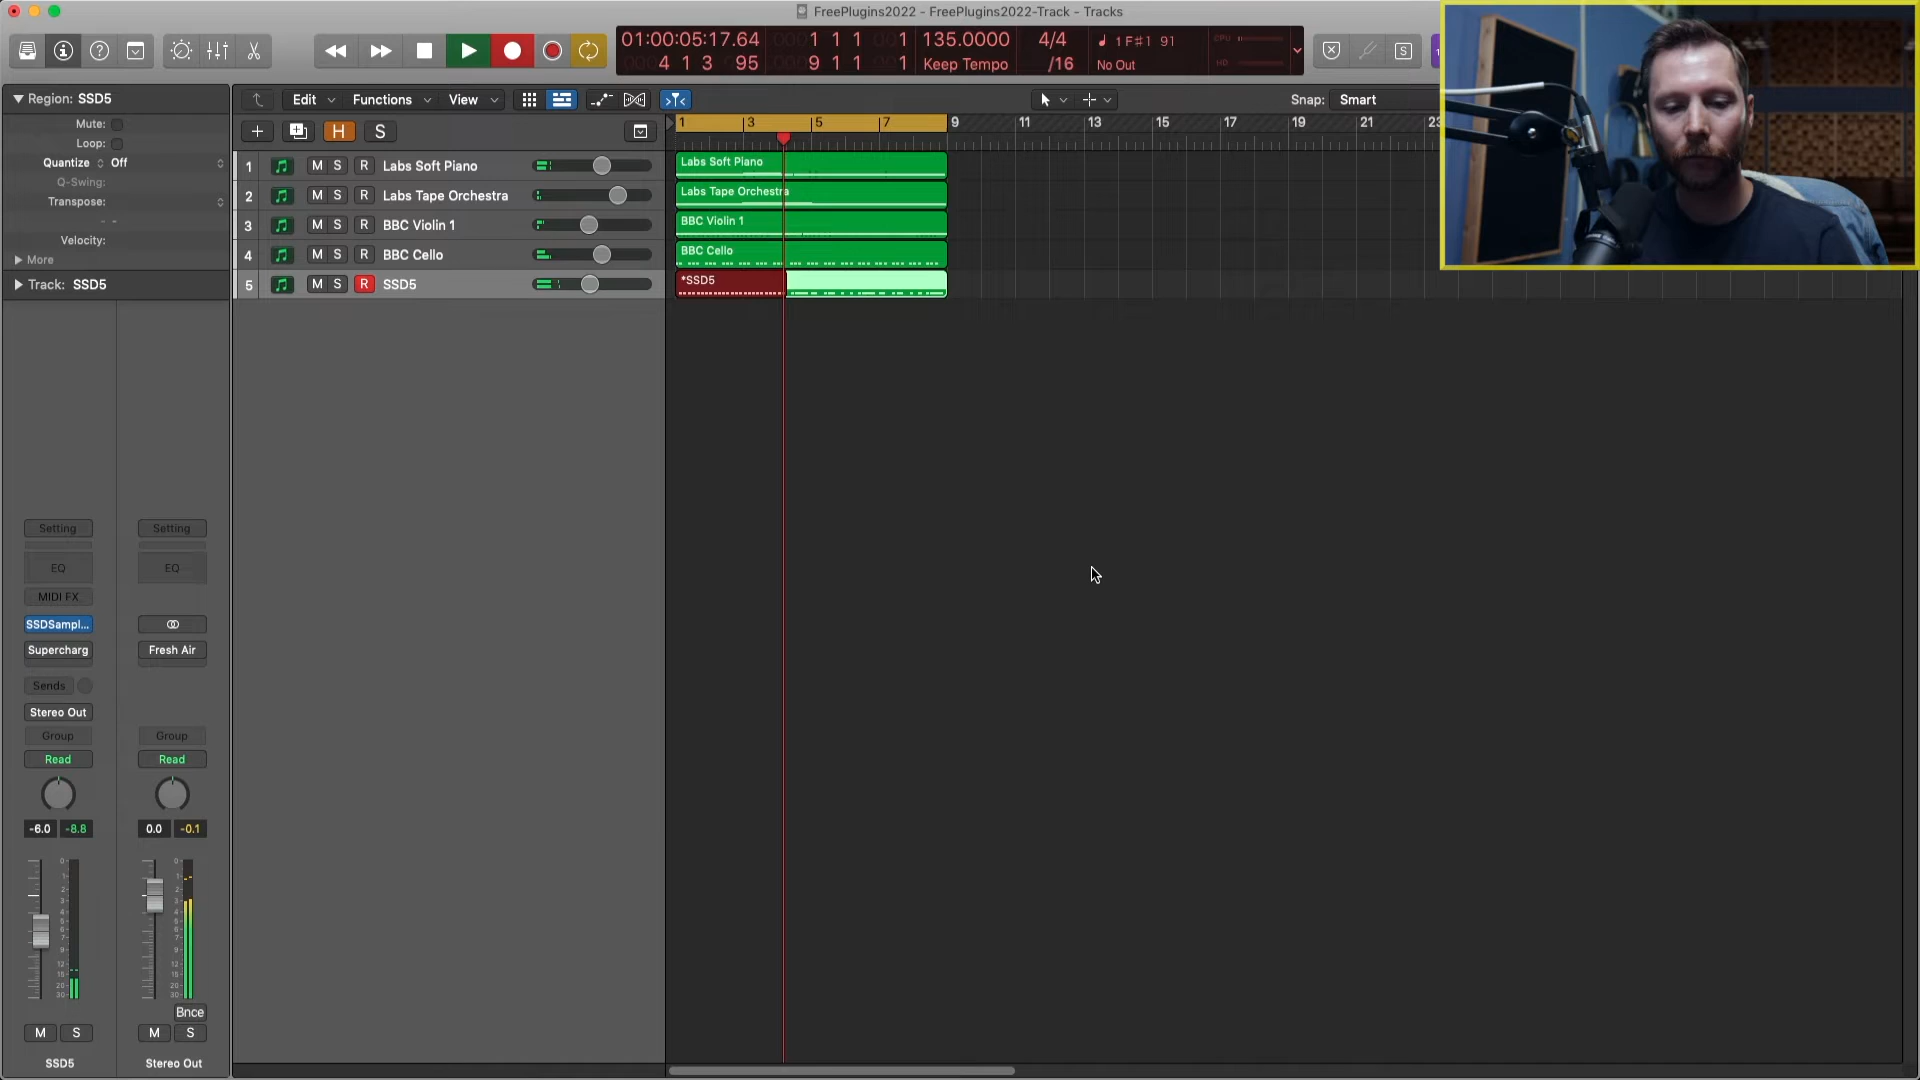 FreePlugins2022 - FreePlugins2022-Track - Tracks
01:00:05:17.64
4 1 3 95
1 1 1 1
9 1 1 1
135.0000
Keep Tempo
4/4
/16
1 F#1 91
No Out
CPU
HD
S
Region: SSD5
Mute:
Loop:
Quantize Off
Q-Swing:
Transpose:
- -
Velocity:
More
Track: SSD5
Edit Functions View
Snap: Smart
+ H S
1 3 5 7 9 11 13 15 17 19 21 23
1 M S R Labs Soft Piano
Labs Soft Piano
2 M S R Labs Tape Orchestra
Labs Tape Orchestra
3 M S R BBC Violin 1
BBC Violin 1
4 M S R BBC Cello
BBC Cello
5 M S R SSD5
*SSD5
Setting Setting
EQ EQ
MIDI FX
SSDSampl...
Supercharg Fresh Air
Sends
Stereo Out
Group Group
Read Read
-6.0 -8.8 0.0 -0.1
Bnce
M S M S
SSD5 Stereo Out